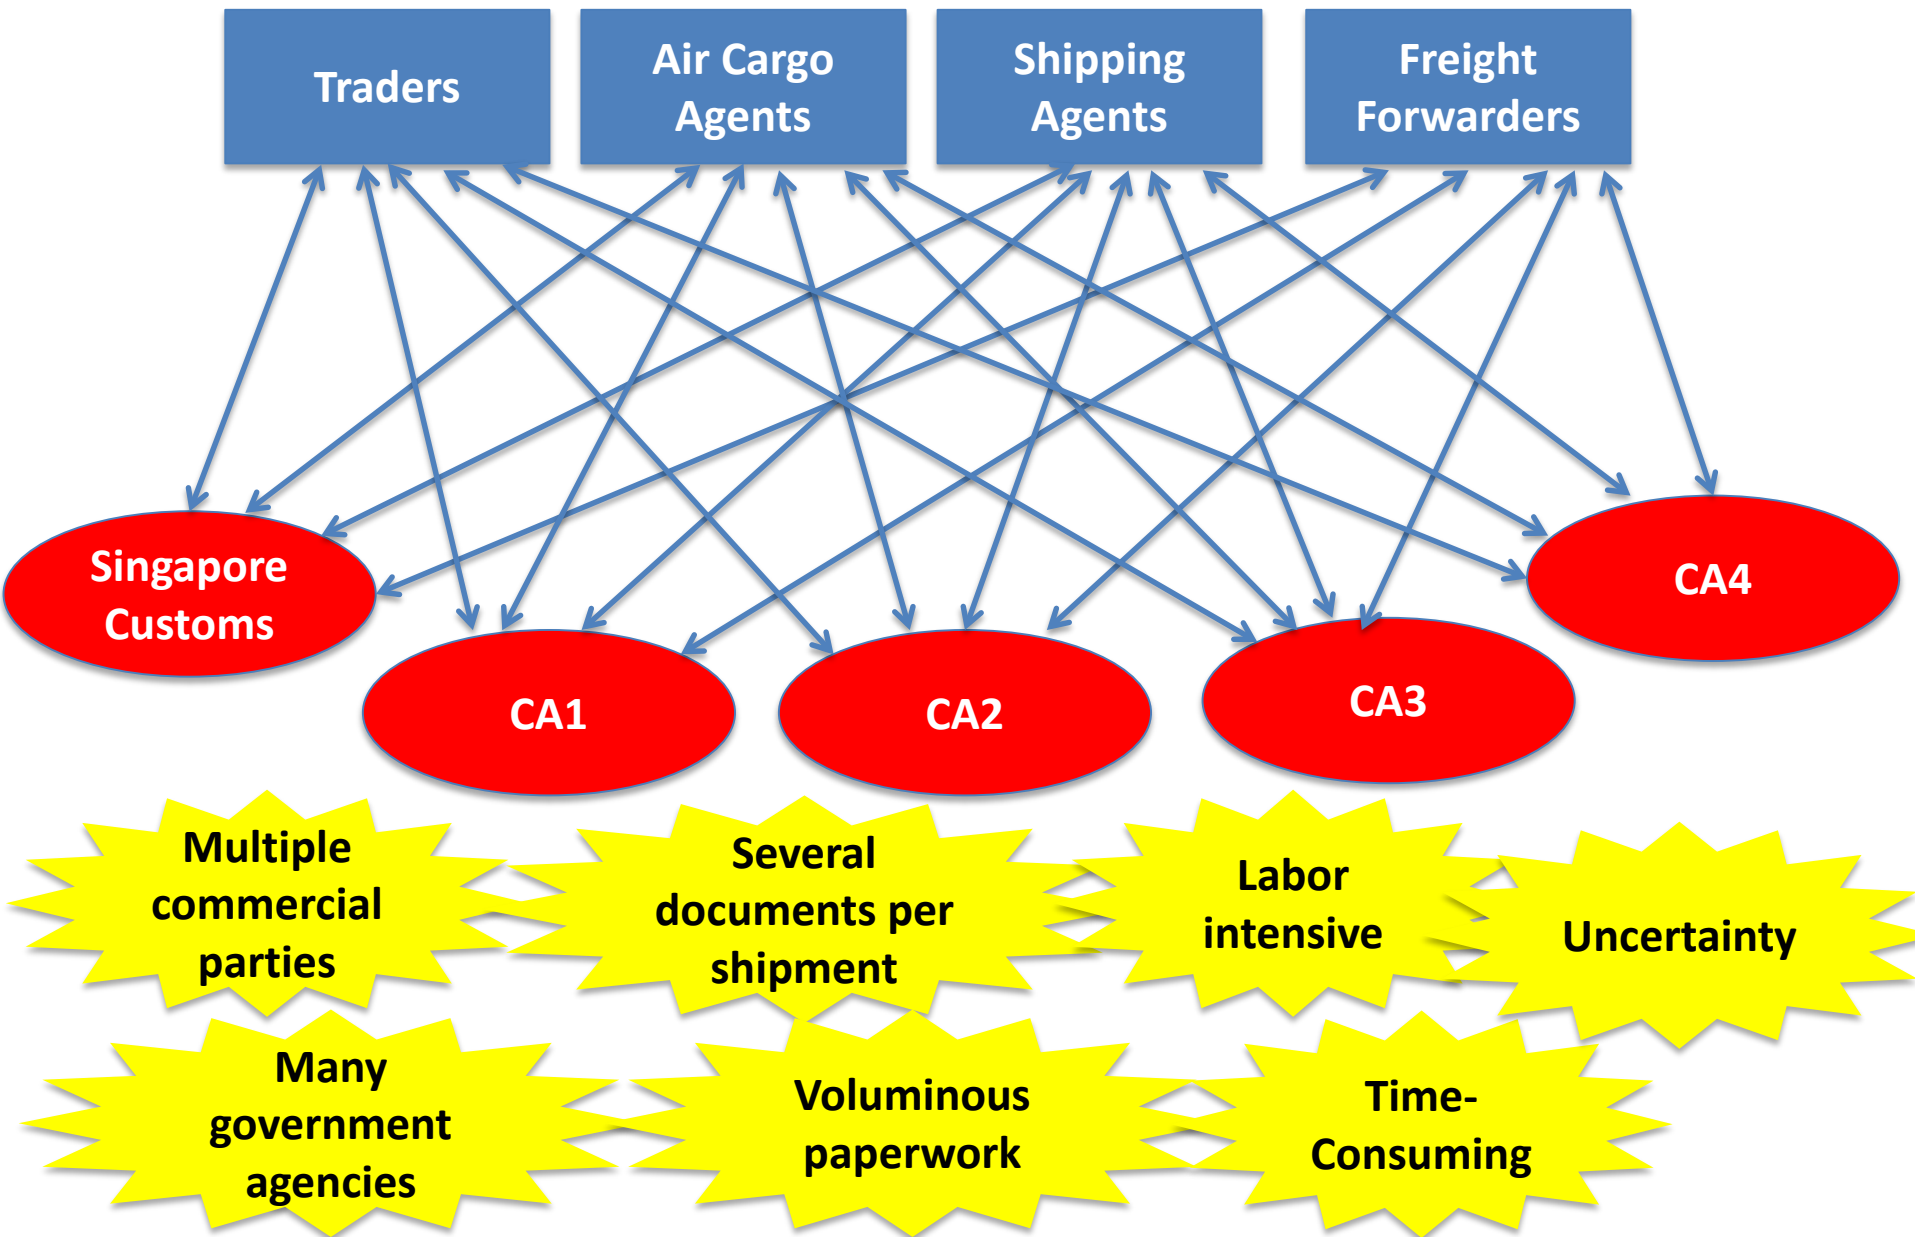 Traders
Air Cargo
Agents
Shipping
Agents
Freight
Forwarders
Singapore
Customs
CA1
CA2
CA3
CA4
Multiple
commercial
parties
Several
documents per
shipment
Labor
intensive
Uncertainty
Many
government
agencies
Voluminous
paperwork
Time-
Consuming